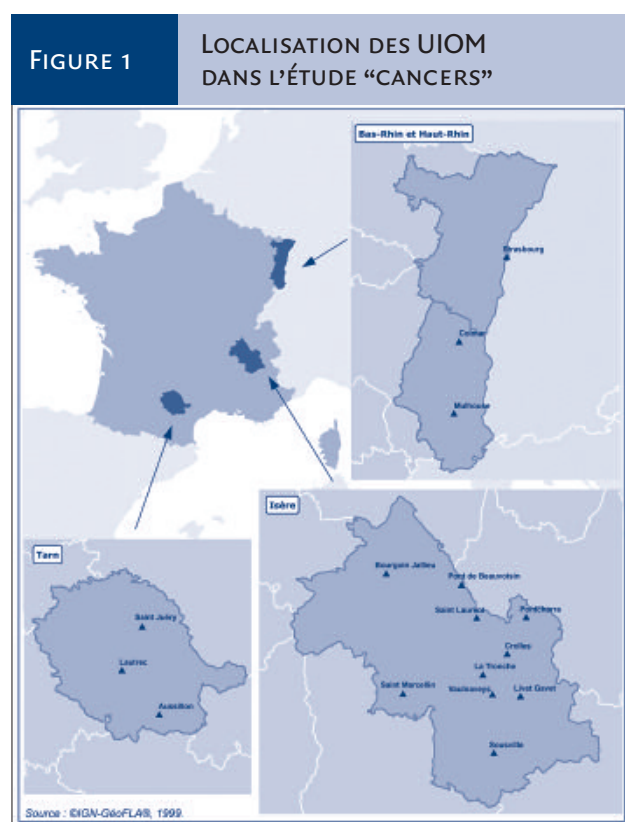 FIGURE 1
LOCALISATION DES UIOM
DANS L'ÉTUDE “CANCERS”
Bas-Rhin et Haut-Rhin
Strasbourg
Colmar
Mulhouse
Isère
Bourgoin Jallieu
Pont de Beauvoisin
Saint Laurent
Pontcharra
Crolles
La Tronche
Saint Marcellin
Vaulnaveys
Livet Gavet
Sousville
Tarn
Saint Juéry
Lautrec
Aussillon
Source : ©IGN-GéoFLA®, 1999.